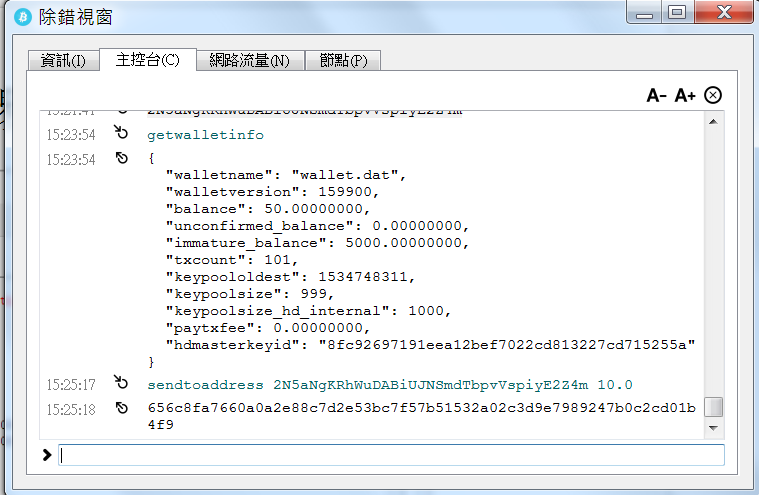 除錯視窗
資訊(I) 主控台(C) 網路流量(N) 節點(P)
A- A+
15:23:54 getwalletinfo
15:23:54 {
"walletname": "wallet.dat",
"walletversion": 159900,
"balance": 50.00000000,
"unconfirmed_balance": 0.00000000,
"immature_balance": 5000.00000000,
"txcount": 101,
"keypoololdest": 1534748311,
"keypoolsize": 999,
"keypoolsize_hd_internal": 1000,
"paytxfee": 0.00000000,
"hdmasterkeyid": "8fc92697191eea12bef7022cd813227cd715255a"
}
15:25:17 sendtoaddress 2N5aNgKRhWuDABiUJNSmdTbpvVspiyE2Z4m 10.0
15:25:18 656c8fa7660a0a2e88c7d2e53bc7f57b51532a02c3d9e7989247b0c2cd01b
4f9